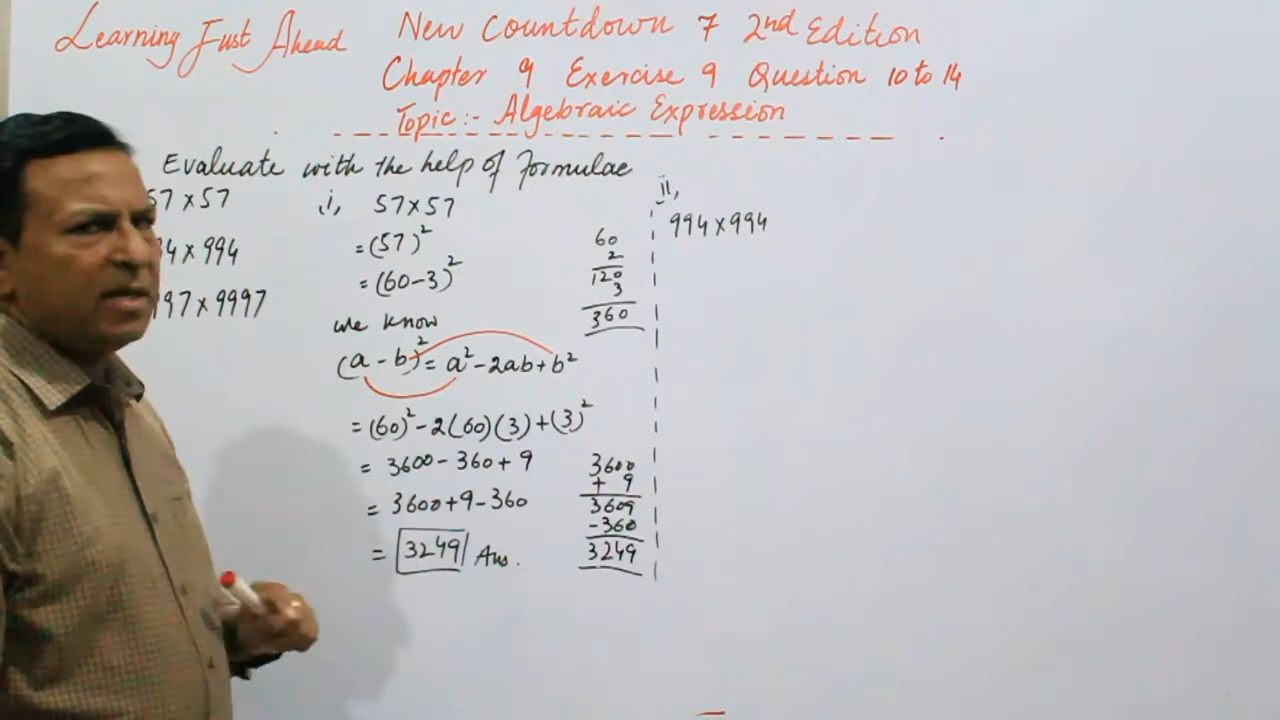 Learning Just Ahead
New Countdown 7 2nd Edition
Chapter 9 Exercise 9 Question 10 to 14
Topic:- Algebraic Expression
Evaluate with the help of Formulae
57 × 57
4 × 994
97 × 9997
i, 57 × 57
= (57)²
= (60-3)²
we know
(a - b)² = a² - 2ab + b²
= (60)² - 2(60)(3) + (3)²
= 3600 - 360 + 9
= 3600 + 9 - 360
= 3249 Ans.
60
2
120
3
360
3600
+ 9
3609
-360
3249
ii,
994 × 994